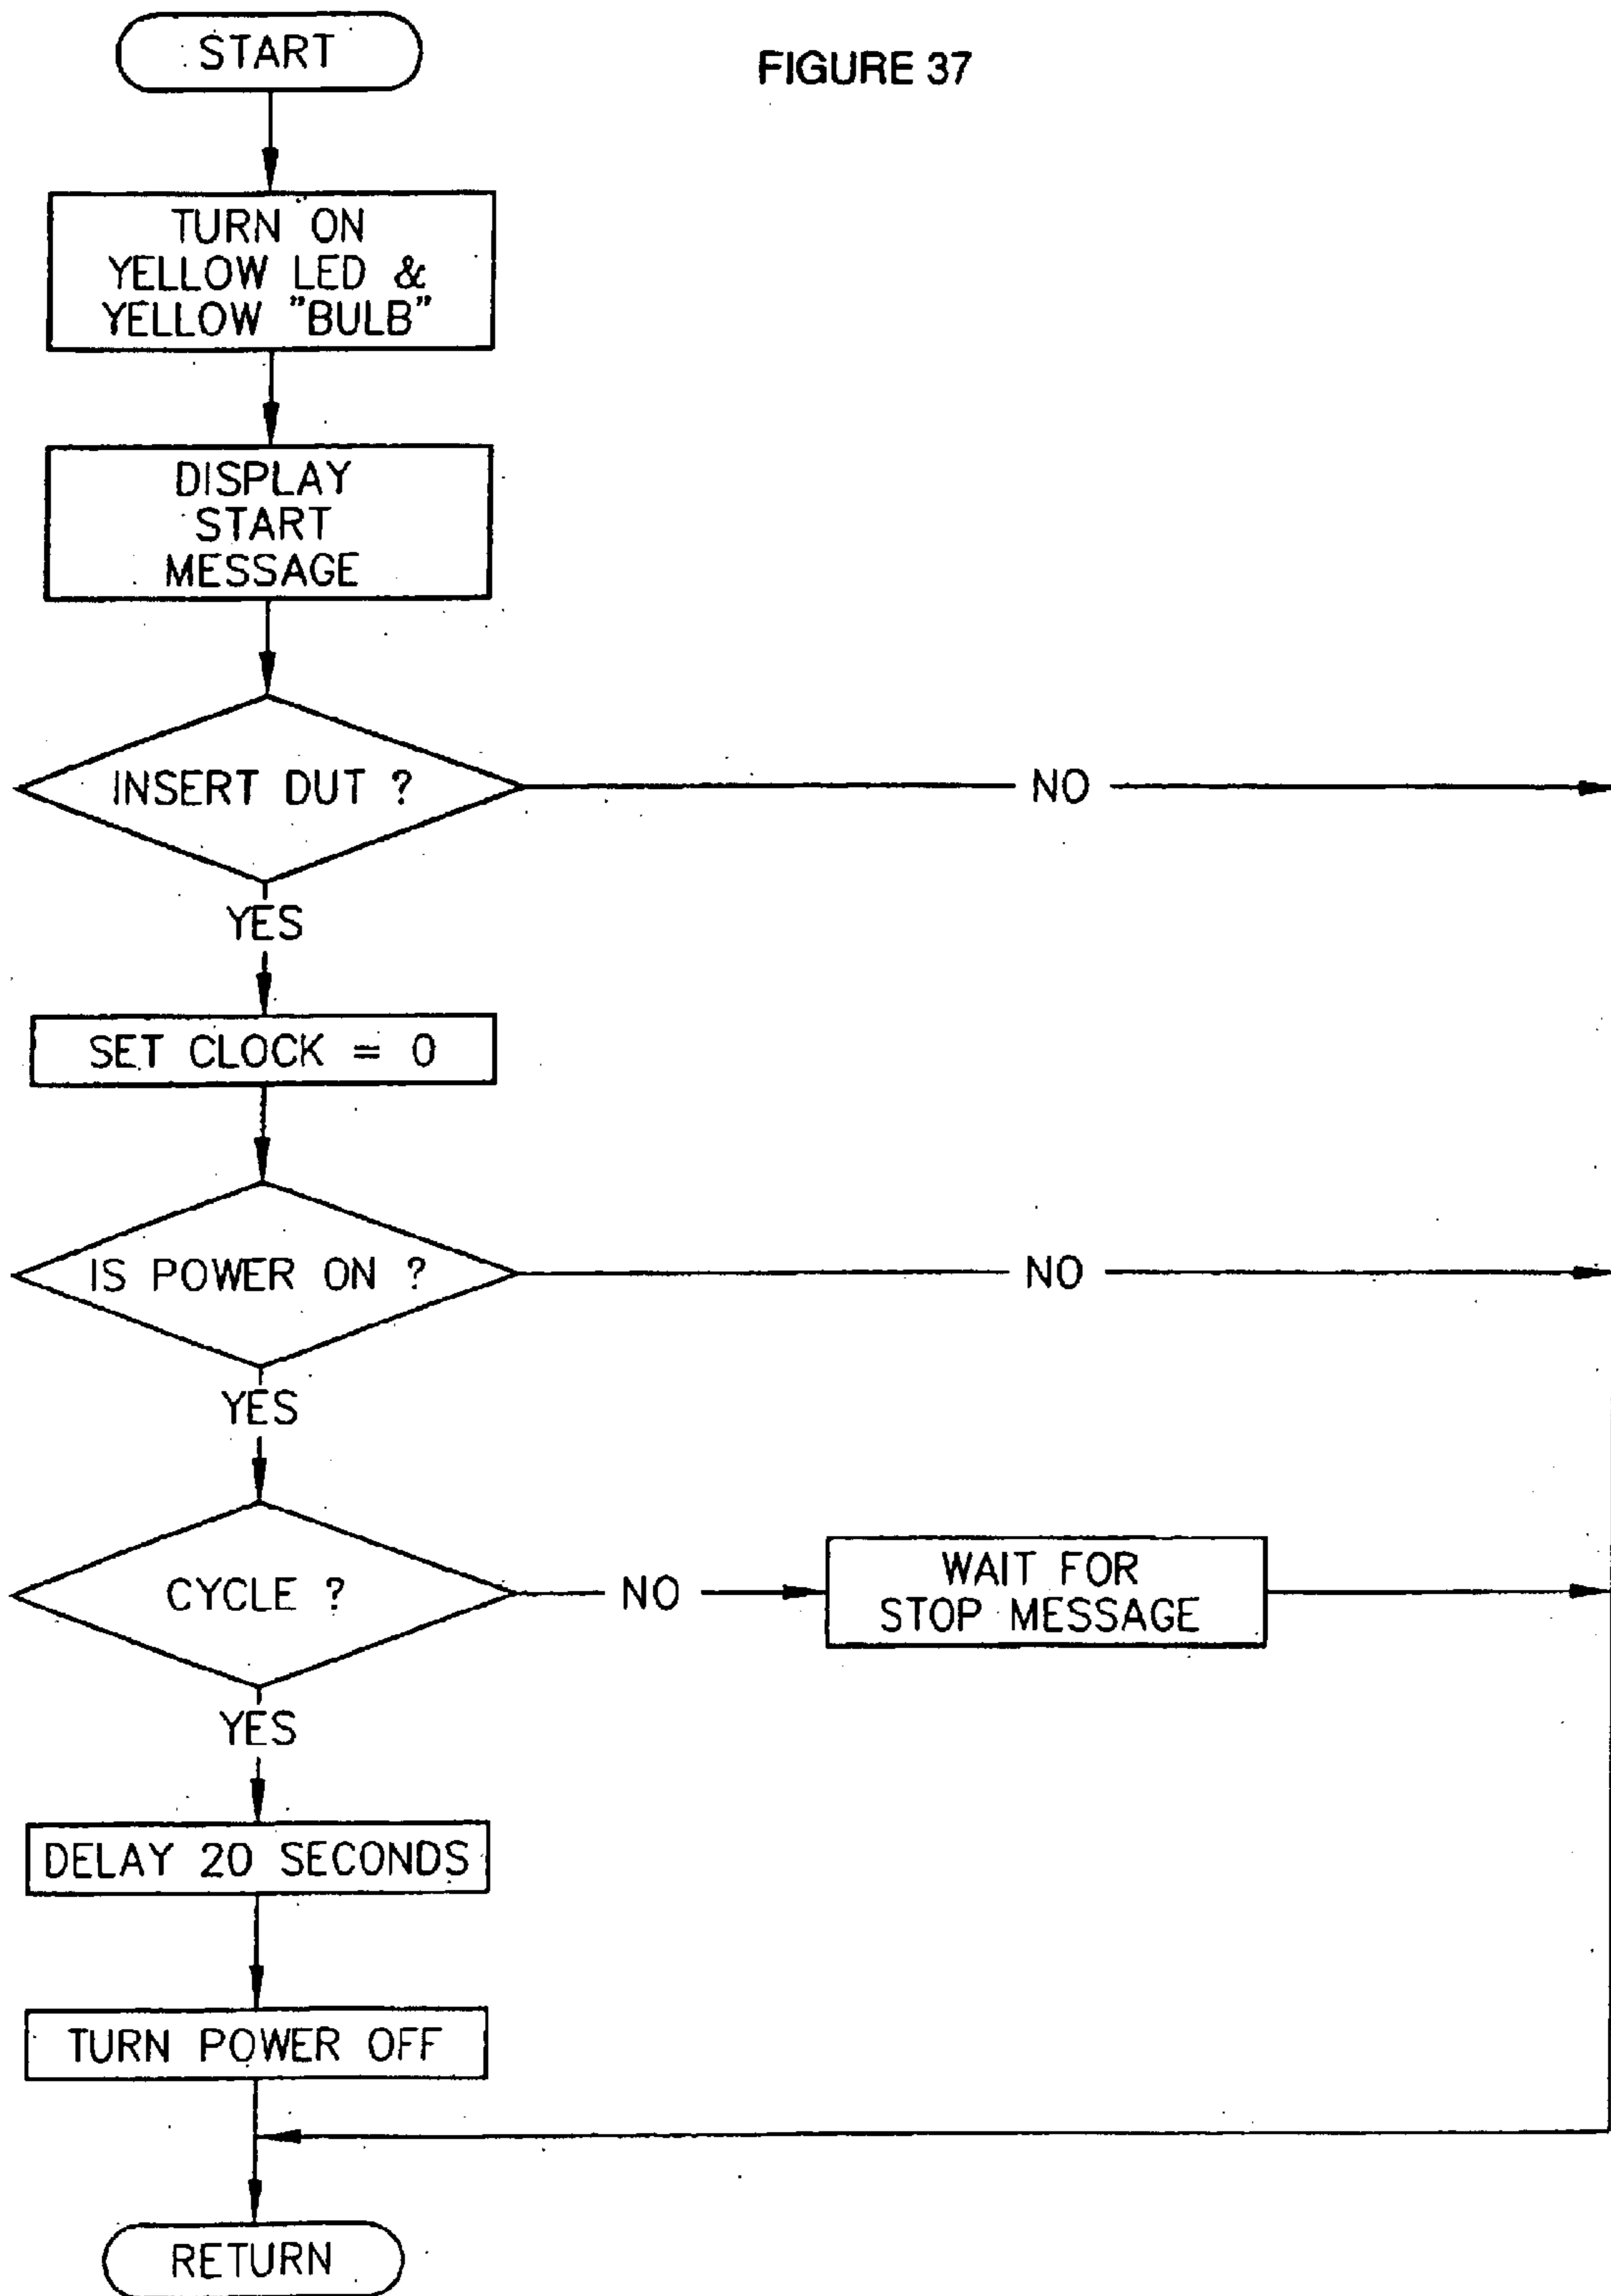 START
FIGURE 37
TURN ON
YELLOW LED &
YELLOW "BULB"
DISPLAY
START
MESSAGE
INSERT DUT ?
NO
YES
SET CLOCK = 0
IS POWER ON ?
NO
YES
CYCLE ?
NO
WAIT FOR
STOP MESSAGE
YES
DELAY 20 SECONDS
TURN POWER OFF
RETURN